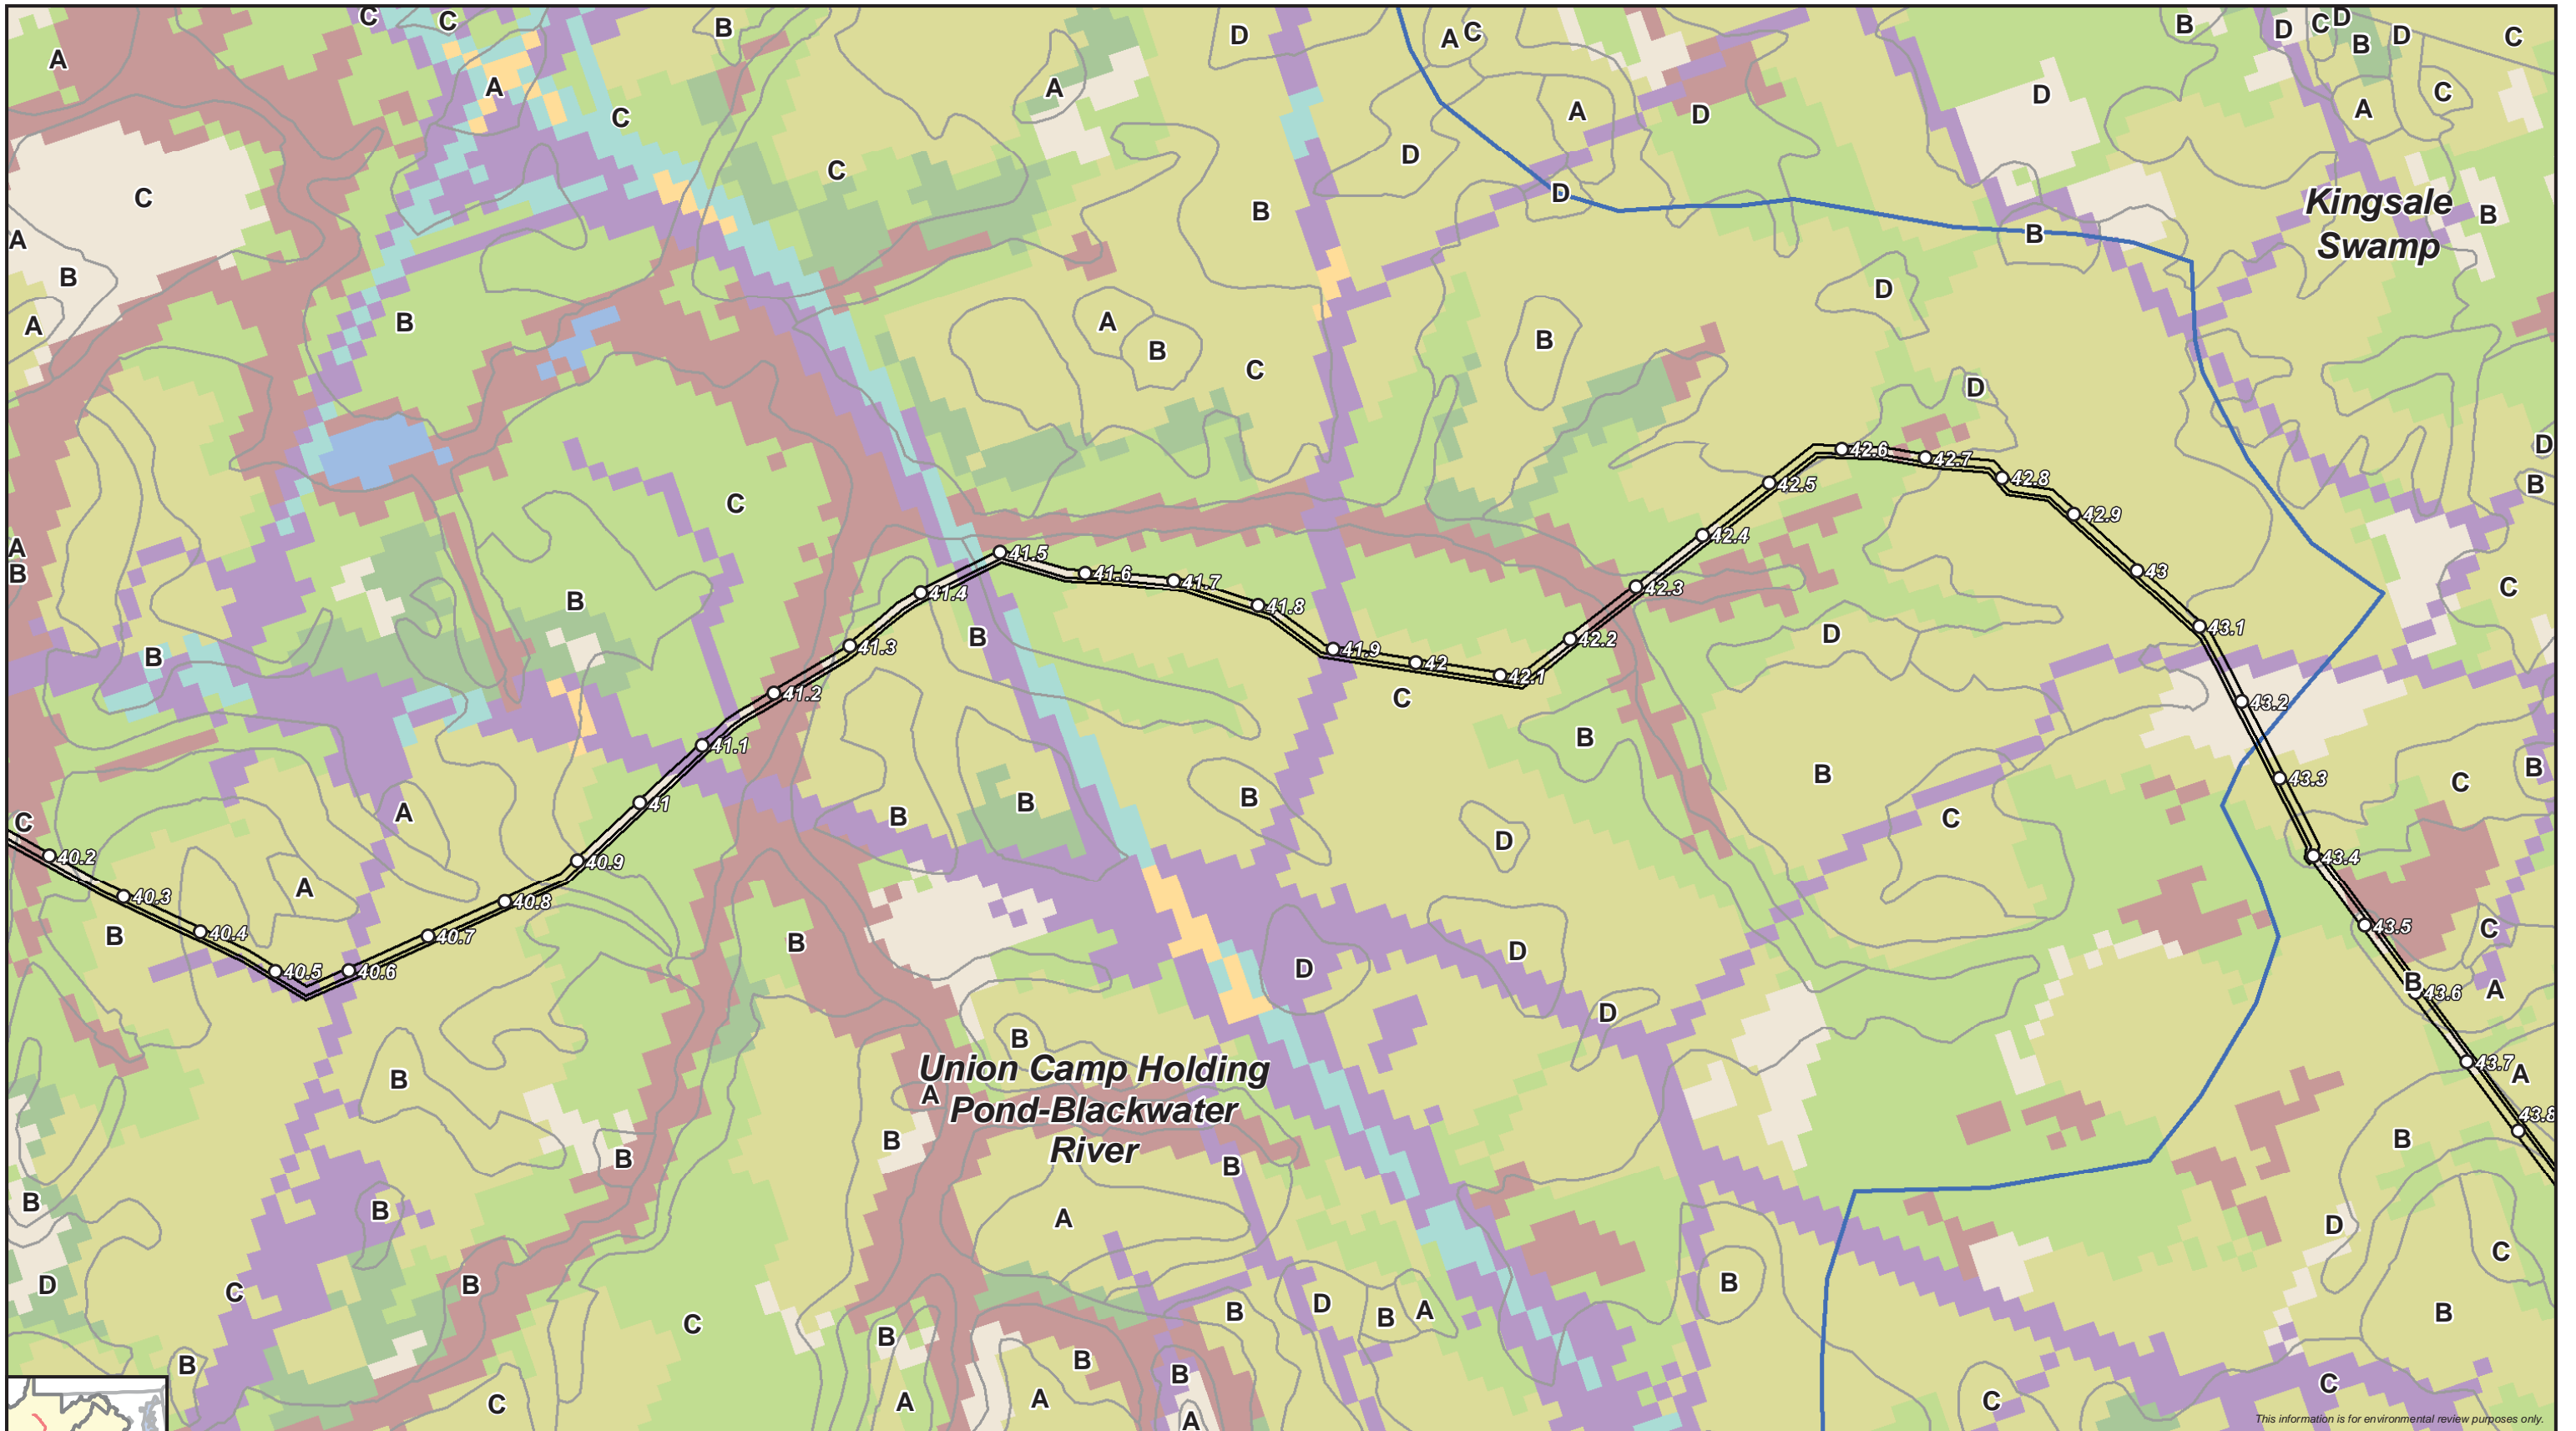 C
C
B
D
A
C
B
D
C
D
B
D
C
A
A
A
C
A
D
A
C
D
D
A
C
D
C
Kingsale
Swamp
C
B
D
B
A
B
D
B
B
A
A
B
B
C
D
D
B
C
A
B
B
B
B
C
C
D
B
C
B
B
B
A
B
B
B
D
C
C
C
B
A
B
B
D
D
C
B
A
D
B
Union Camp Holding
Pond-Blackwater
River
A
A
B
B
B
B
B
B
A
D
B
C
D
C
B
B
B
C
B
D
B
A
B
B
B
B
B
C
A
A
A
C
C
40.2
40.3
40.4
40.5
40.6
40.7
40.8
40.9
41
41.1
41.2
41.3
41.4
41.5
41.6
41.7
41.8
41.9
42
42.1
42.2
42.3
42.4
42.5
42.6
42.7
42.8
42.9
43
43.1
43.2
43.3
43.4
43.5
43.6
43.7
43.8
This information is for environmental review purposes only.